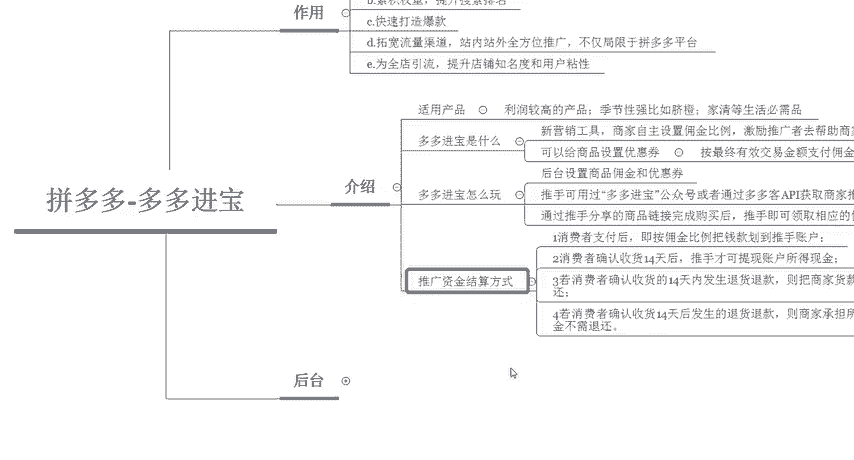 作用
b.累积权重，提升搜索排名
c.快速打造爆款
d.拓宽流量渠道，站内站外全方位推广，不仅局限于拼多多平台
e.为全店引流，提升店铺知名度和用户粘性
拼多多-多多进宝
介绍
适用产品
利润较高的产品；季节性强比如脐橙；家清等生活必需品
多多进宝是什么
新营销工具，商家自主设置佣金比例，激励推广者去帮助商家
可以给商品设置优惠券
按最终有效交易金额支付佣金
多多进宝怎么玩
后台设置商品佣金和优惠券
推手可用过“多多进宝”公众号或者通过多多客API获取商家推
通过推手分享的商品链接完成购买后，推手即可领取相应的
推广资金结算方式
1消费者支付后，即按佣金比例把钱款划到推手账户；
2消费者确认收货14天后，推手才可提现账户所得现金；
3若消费者确认收货的14天内发生退货退款，则把商家货款
还；
4若消费者确认收货14天后发生的退货退款，则商家承担所
金不需退还。
后台